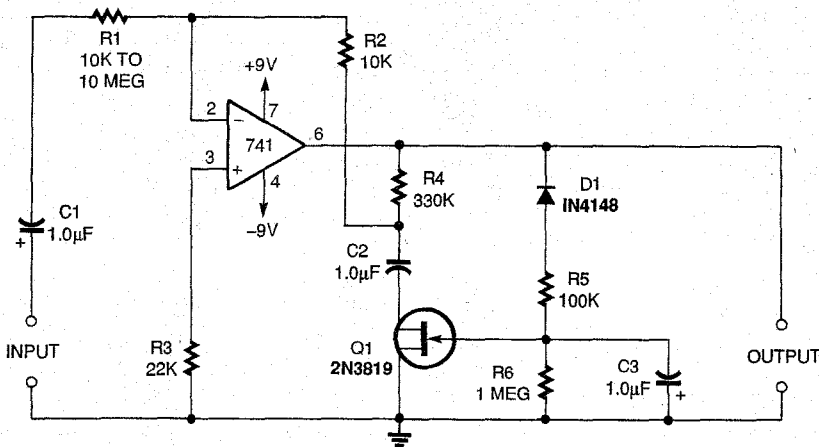 R1
10K TO
10 MEG
R2
10K
+9V
2
7
−
741
6
3
+
4
−9V
R4
330K
D1
IN4148
C1
1.0µF
+
C2
1.0µF
R5
100K
INPUT
R3
22K
Q1
2N3819
R6
1 MEG
C3
1.0µF
+
OUTPUT